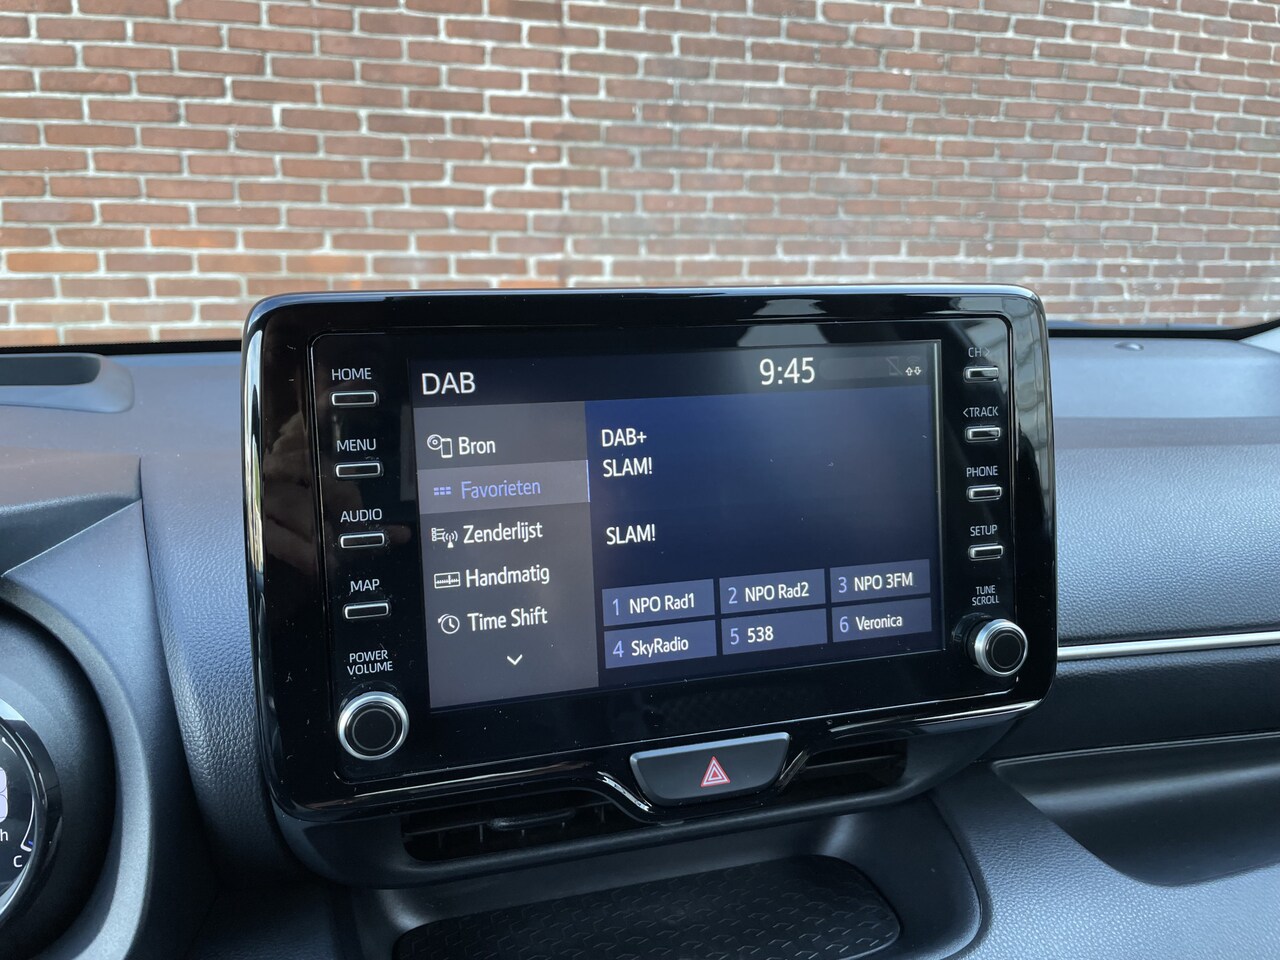 HOME
MENU
AUDIO
MAP
POWER
VOLUME
DAB
9:45
Bron
Favorieten
Zenderlijst
Handmatig
Time Shift
DAB+
SLAM!
SLAM!
1 NPO Rad1
2 NPO Rad2
3 NPO 3FM
4 SkyRadio
5 538
6 Veronica
CH>
<TRACK
PHONE
SETUP
TUNE
SCROLL
h
C